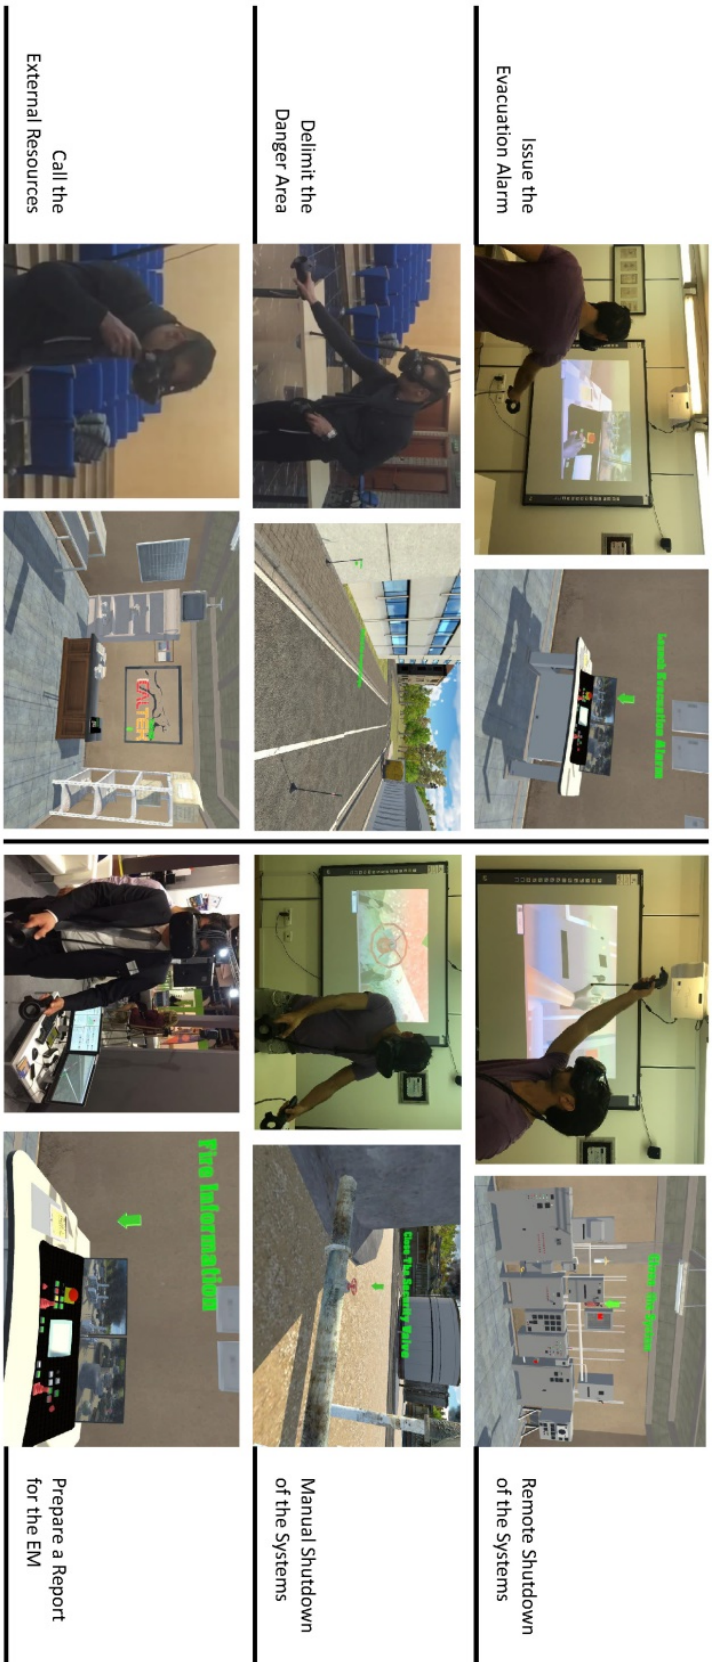 Issue the
Evacuation Alarm
Launch Evacuation Alarm
Remote Shutdown
of the Systems
Delimit the
Danger Area
Close The Security Valve
Manual Shutdown
of the Systems
Call the
External Resources
CALTEK
Fire Information
Prepare a Report
for the EM